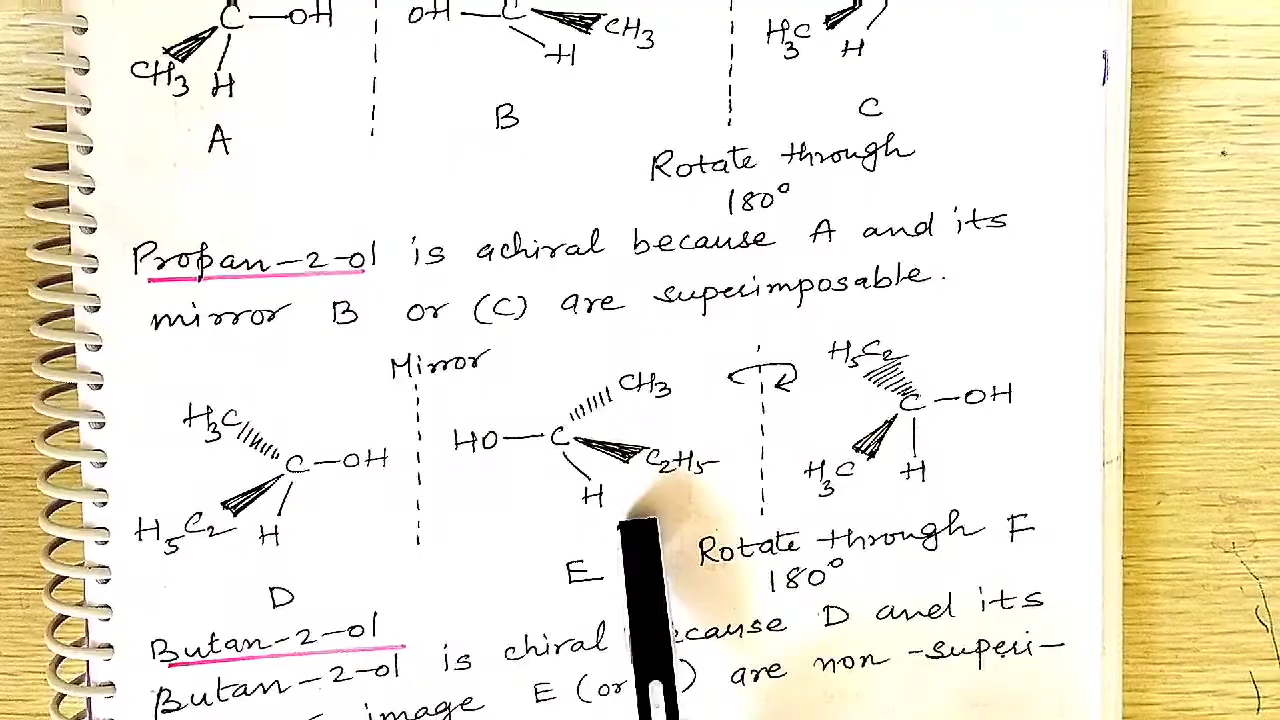 C—OH
OH—C
CH3
H3C
CH3 H
H
H
A
B
C
Rotate through
180°
Propan-2-ol is achiral because A and its
mirror B or (C) are superimposable.
Mirror
H3C
C—OH
H5C2
H
D
CH3
HO—C
C2H5
H
E
H5C2
C—OH
H3C
H
Rotate through F
180°
Butan-2-ol
Butan-2-ol is chiral because D and its
image E (or ) are non-superi-